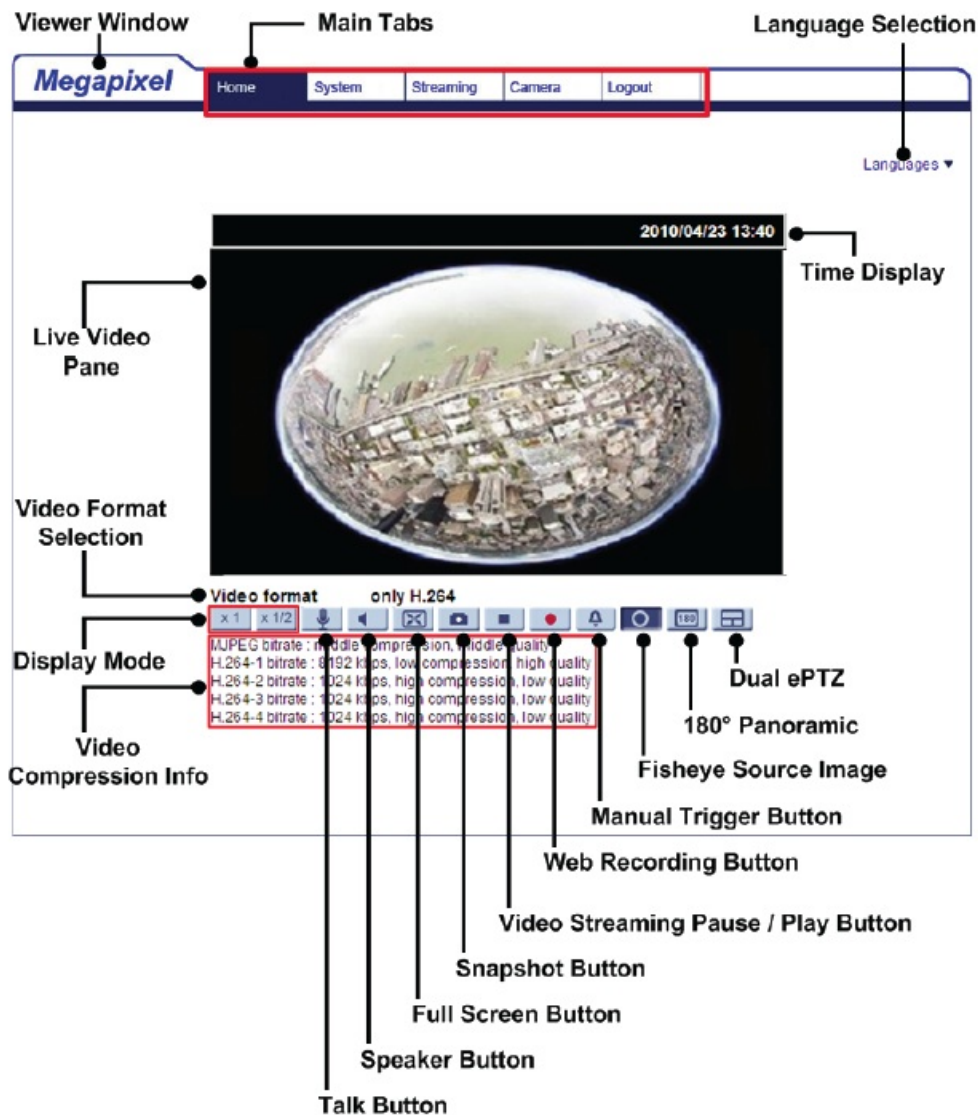 Viewer Window
Main Tabs
Language Selection
Megapixel
Home
System
Streaming
Camera
Logout
Languages ▼
2010/04/23 13:40
Time Display
Live Video
Pane
Video Format
Selection
Video format only H.264
x 1
x 1/2
180
Display Mode
MJPEG bitrate : middle compression, middle quality
H.264-1 bitrate : 8192 kbps, low compression, high quality
H.264-2 bitrate : 1024 kbps, high compression, low quality
H.264-3 bitrate : 1024 kbps, high compression, low quality
H.264-4 bitrate : 1024 kbps, high compression, low quality
Video
Compression Info
Dual ePTZ
180° Panoramic
Fisheye Source Image
Manual Trigger Button
Web Recording Button
Video Streaming Pause / Play Button
Snapshot Button
Full Screen Button
Speaker Button
Talk Button